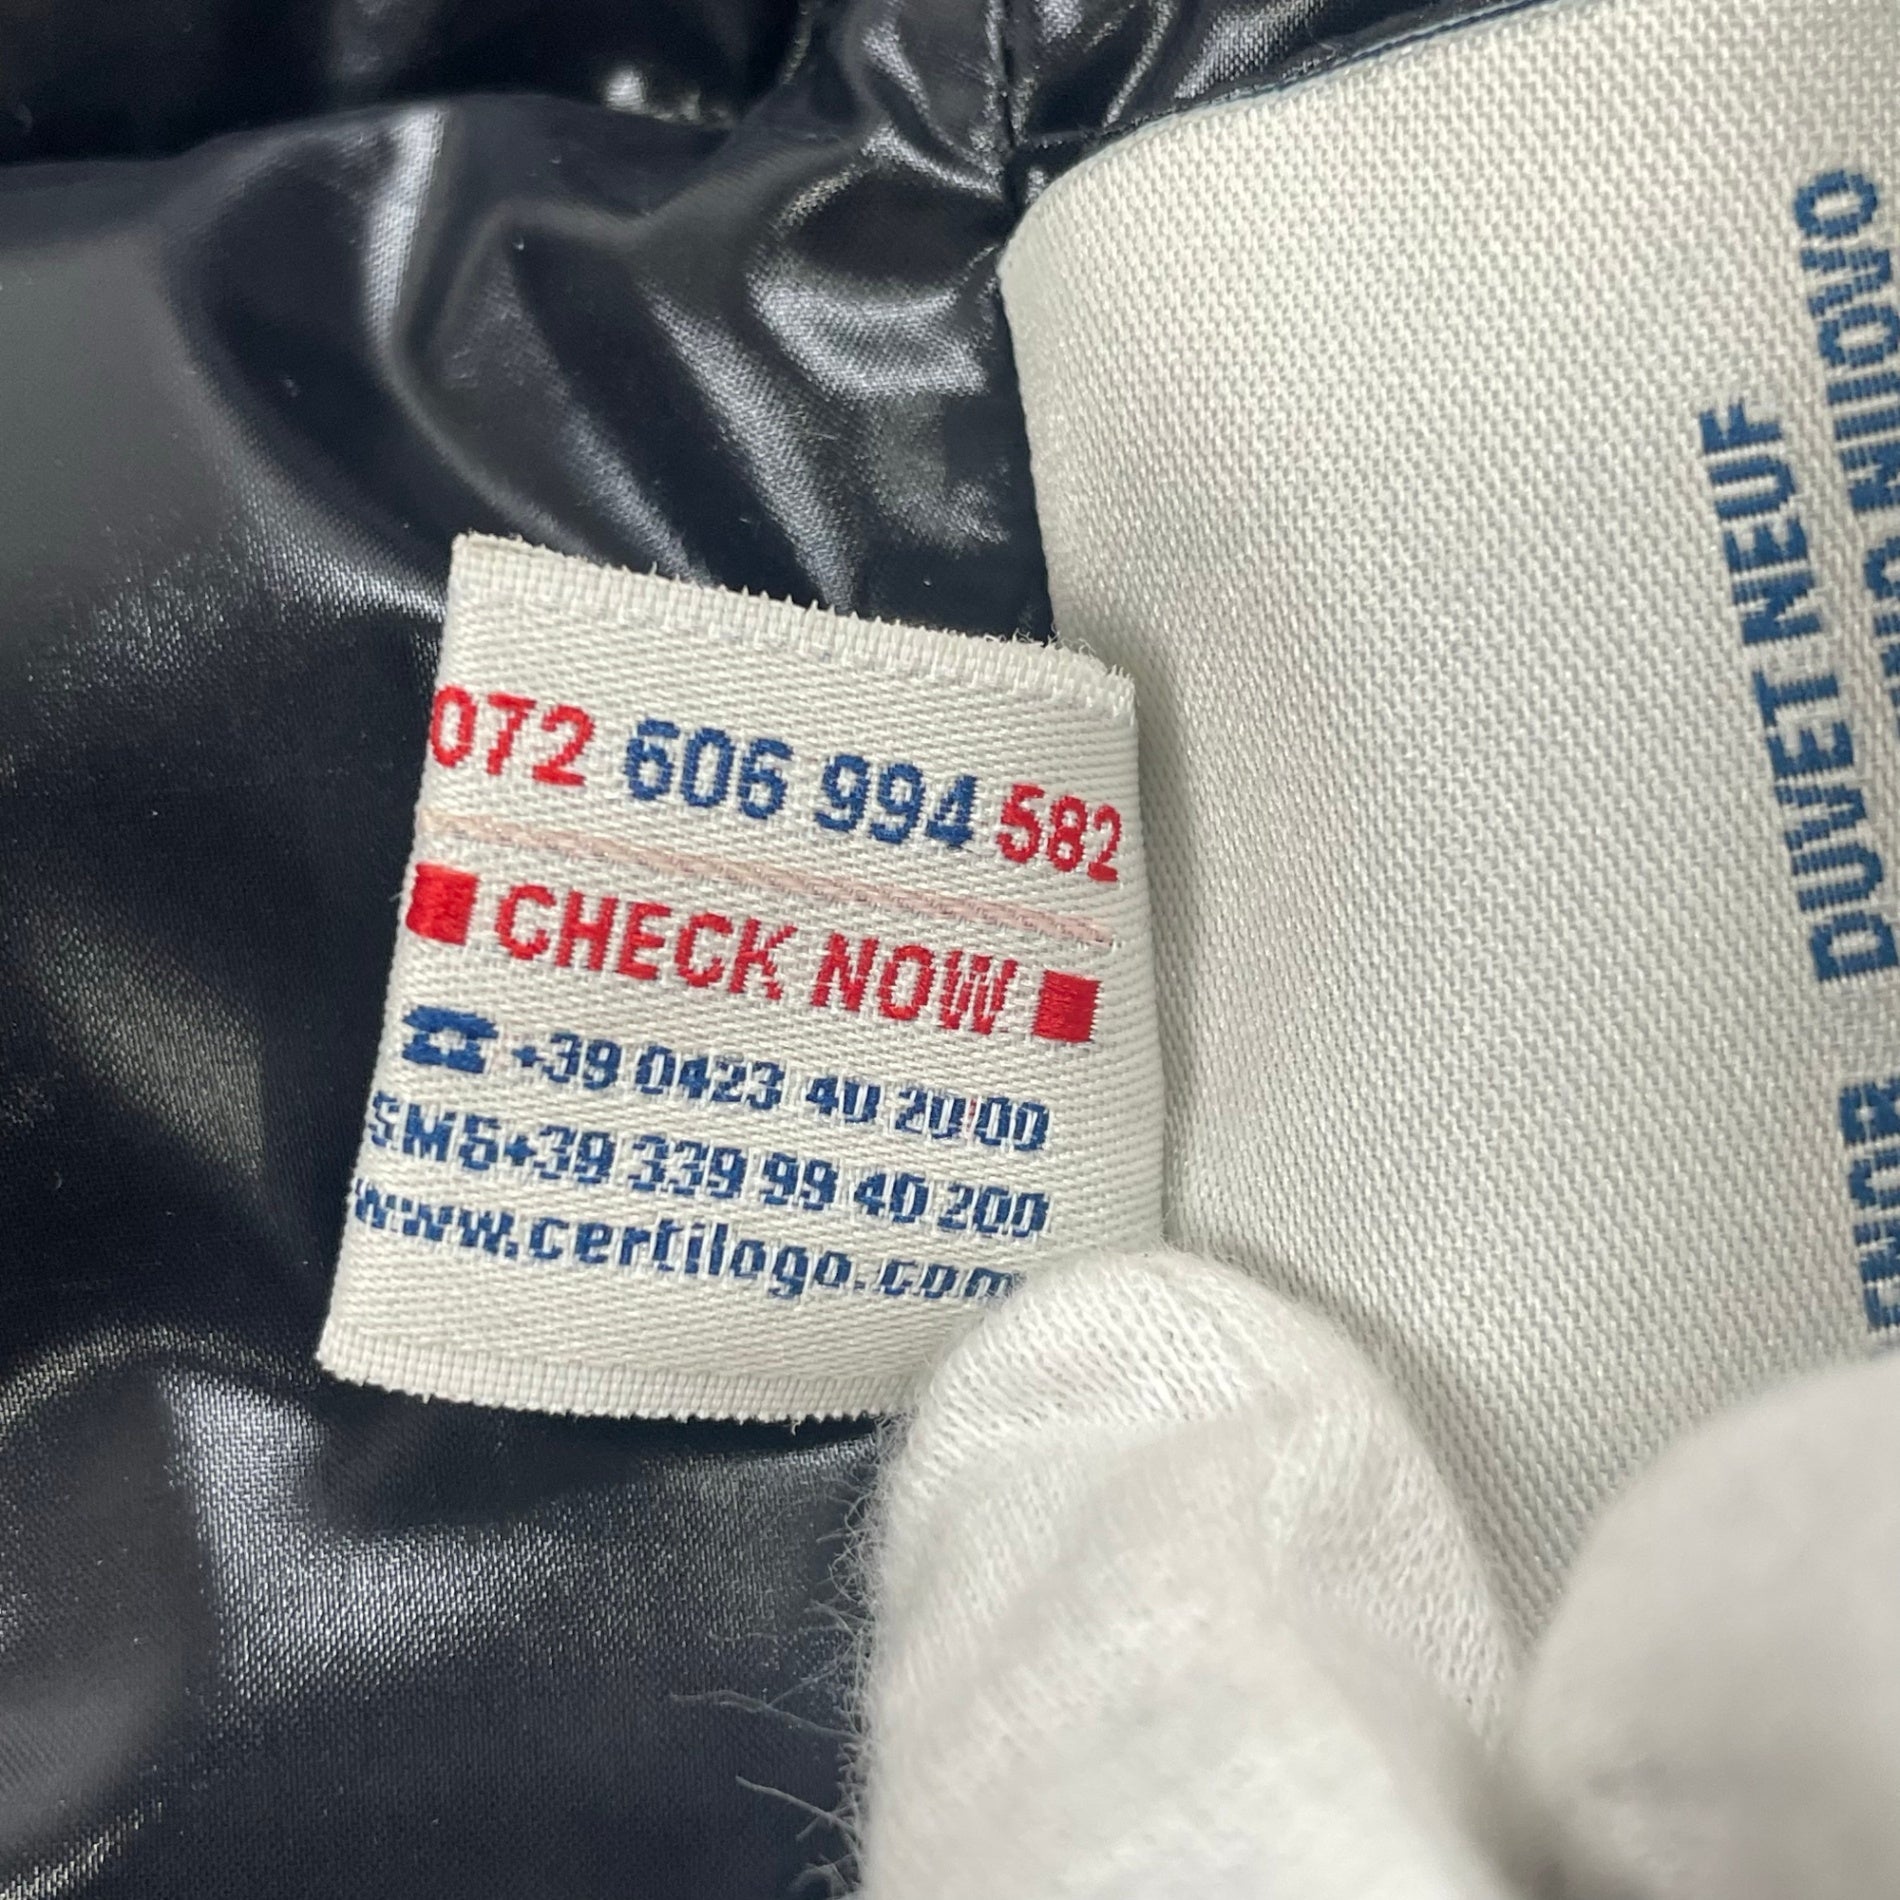 072 606 994 582
CHECK NOW
☎ +39 0423 40 20 00
SMS+39 339 99 40 200
www.certilogo.com
DUVET NEUF